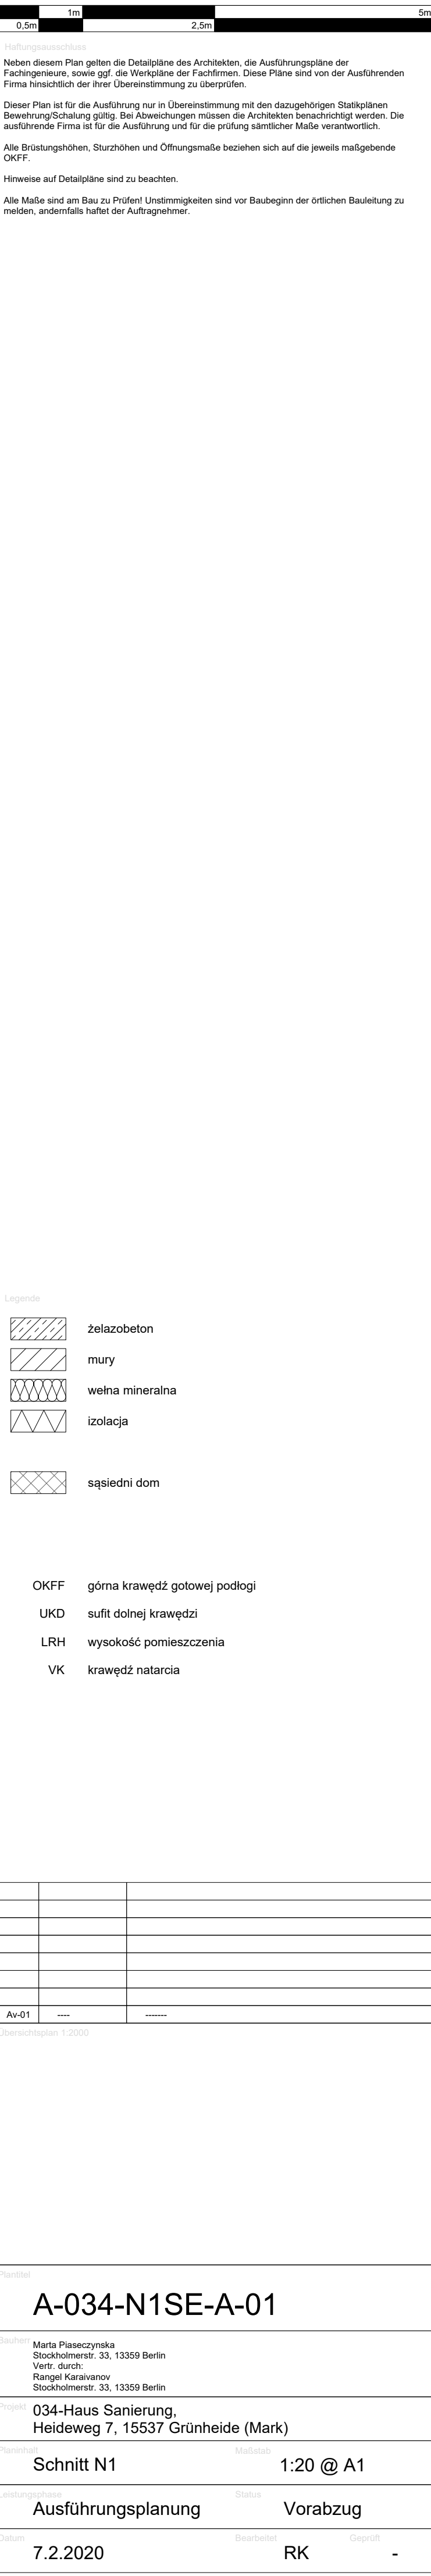 1m 5m
0,5m 2,5m
Haftungsausschluss
Neben diesem Plan gelten die Detailpläne des Architekten, die Ausführungspläne der
Fachingenieure, sowie ggf. die Werkpläne der Fachfirmen. Diese Pläne sind von der Ausführenden
Firma hinsichtlich der ihrer Übereinstimmung zu überprüfen.
Dieser Plan ist für die Ausführung nur in Übereinstimmung mit den dazugehörigen Statikplänen
Bewehrung/Schalung gültig. Bei Abweichungen müssen die Architekten benachrichtigt werden. Die
ausführende Firma ist für die Ausführung und für die prüfung sämtlicher Maße verantwortlich.
Alle Brüstungshöhen, Sturzhöhen und Öffnungsmaße beziehen sich auf die jeweils maßgebende
OKFF.
Hinweise auf Detailpläne sind zu beachten.
Alle Maße sind am Bau zu Prüfen! Unstimmigkeiten sind vor Baubeginn der örtlichen Bauleitung zu
melden, andernfalls haftet der Auftragnehmer.
Legende
żelazobeton
mury
wełna mineralna
izolacja
sąsiedni dom
OKFF górna krawędź gotowej podłogi
UKD sufit dolnej krawędzi
LRH wysokość pomieszczenia
VK krawędź natarcia
Av-01 ---- -------
Übersichtsplan 1:2000
Plantitel
A-034-N1SE-A-01
Bauherr
Marta Piaseczynska
Stockholmerstr. 33, 13359 Berlin
Vertr. durch:
Rangel Karaivanov
Stockholmerstr. 33, 13359 Berlin
Projekt
034-Haus Sanierung,
Heideweg 7, 15537 Grünheide (Mark)
Planinhalt Maßstab
Schnitt N1 1:20 @ A1
Leistungsphase Status
Ausführungsplanung Vorabzug
Datum Bearbeitet Geprüft
7.2.2020 RK -